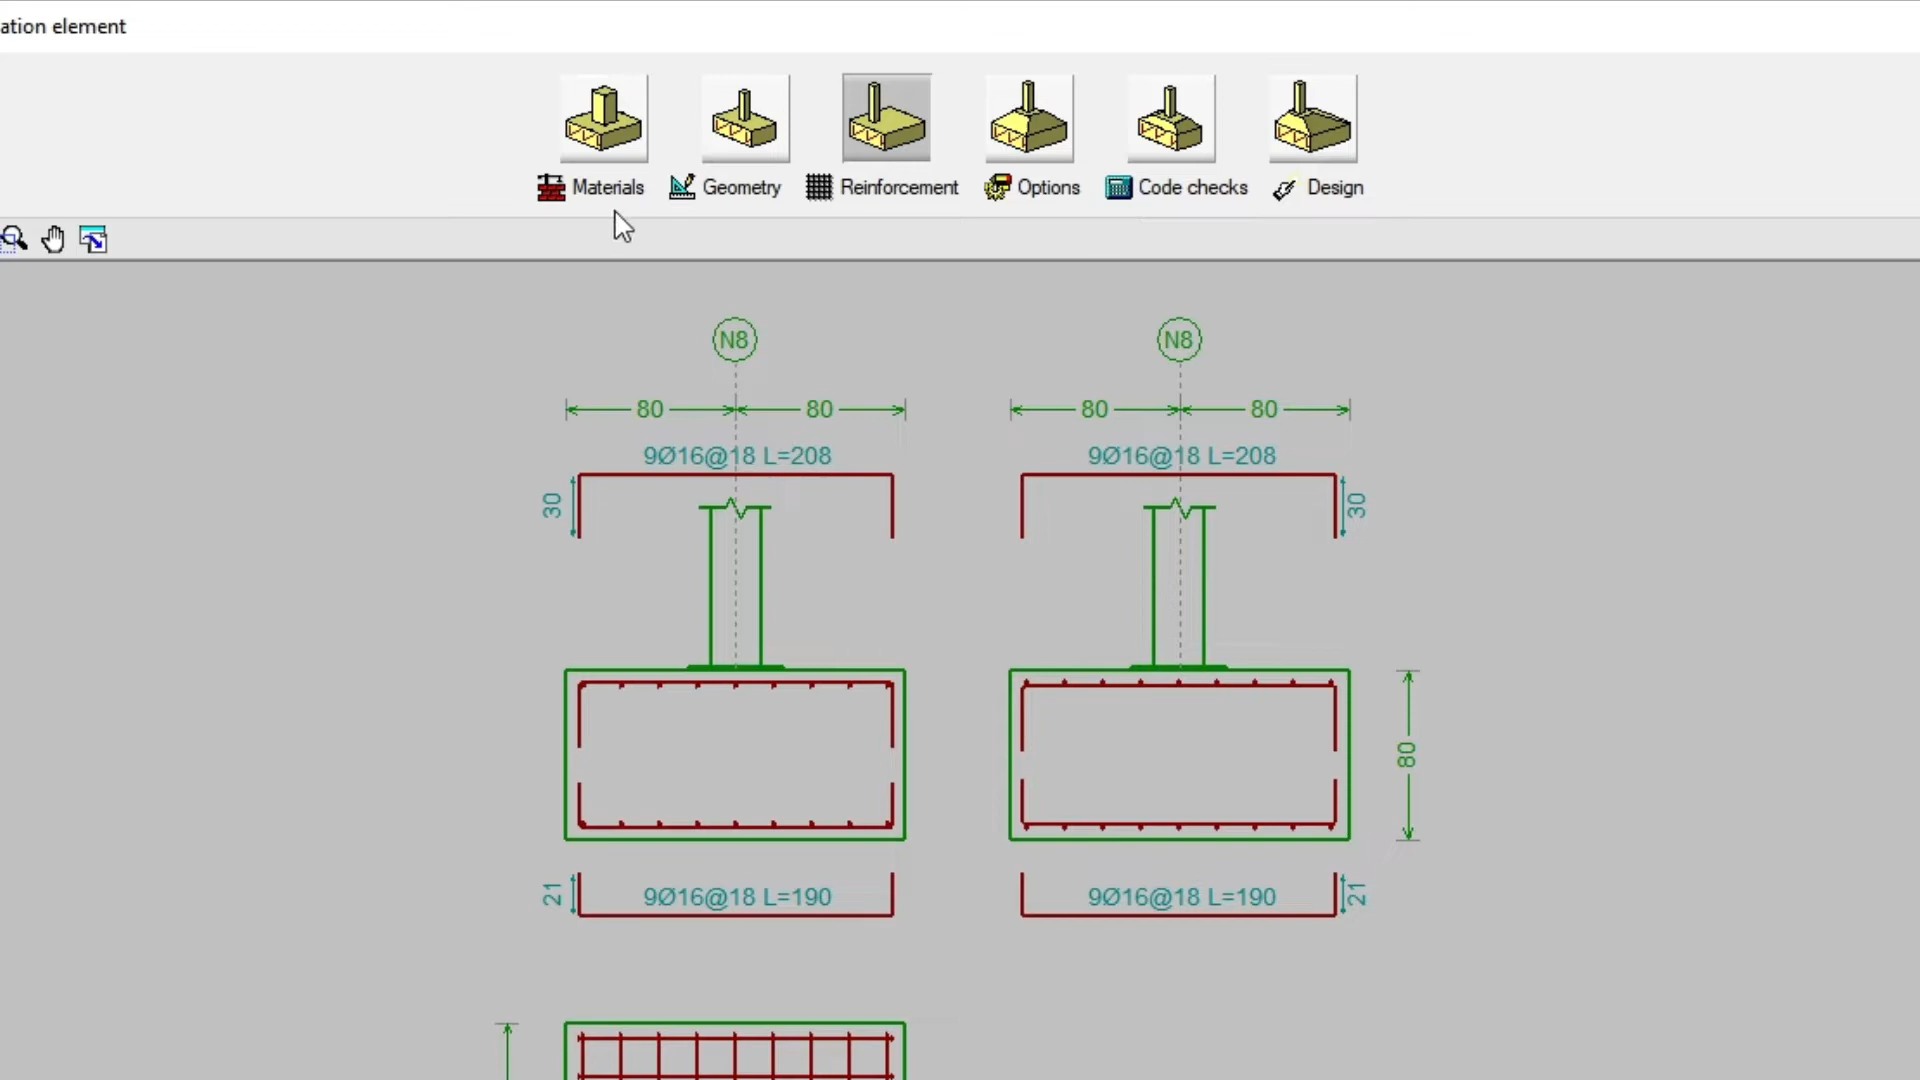 ation element
Materials Geometry Reinforcement Options Code checks Design
N8 N8
80 80 80 80
9Ø16@18 L=208 9Ø16@18 L=208
30 30
80
21 9Ø16@18 L=190 9Ø16@18 L=190 21